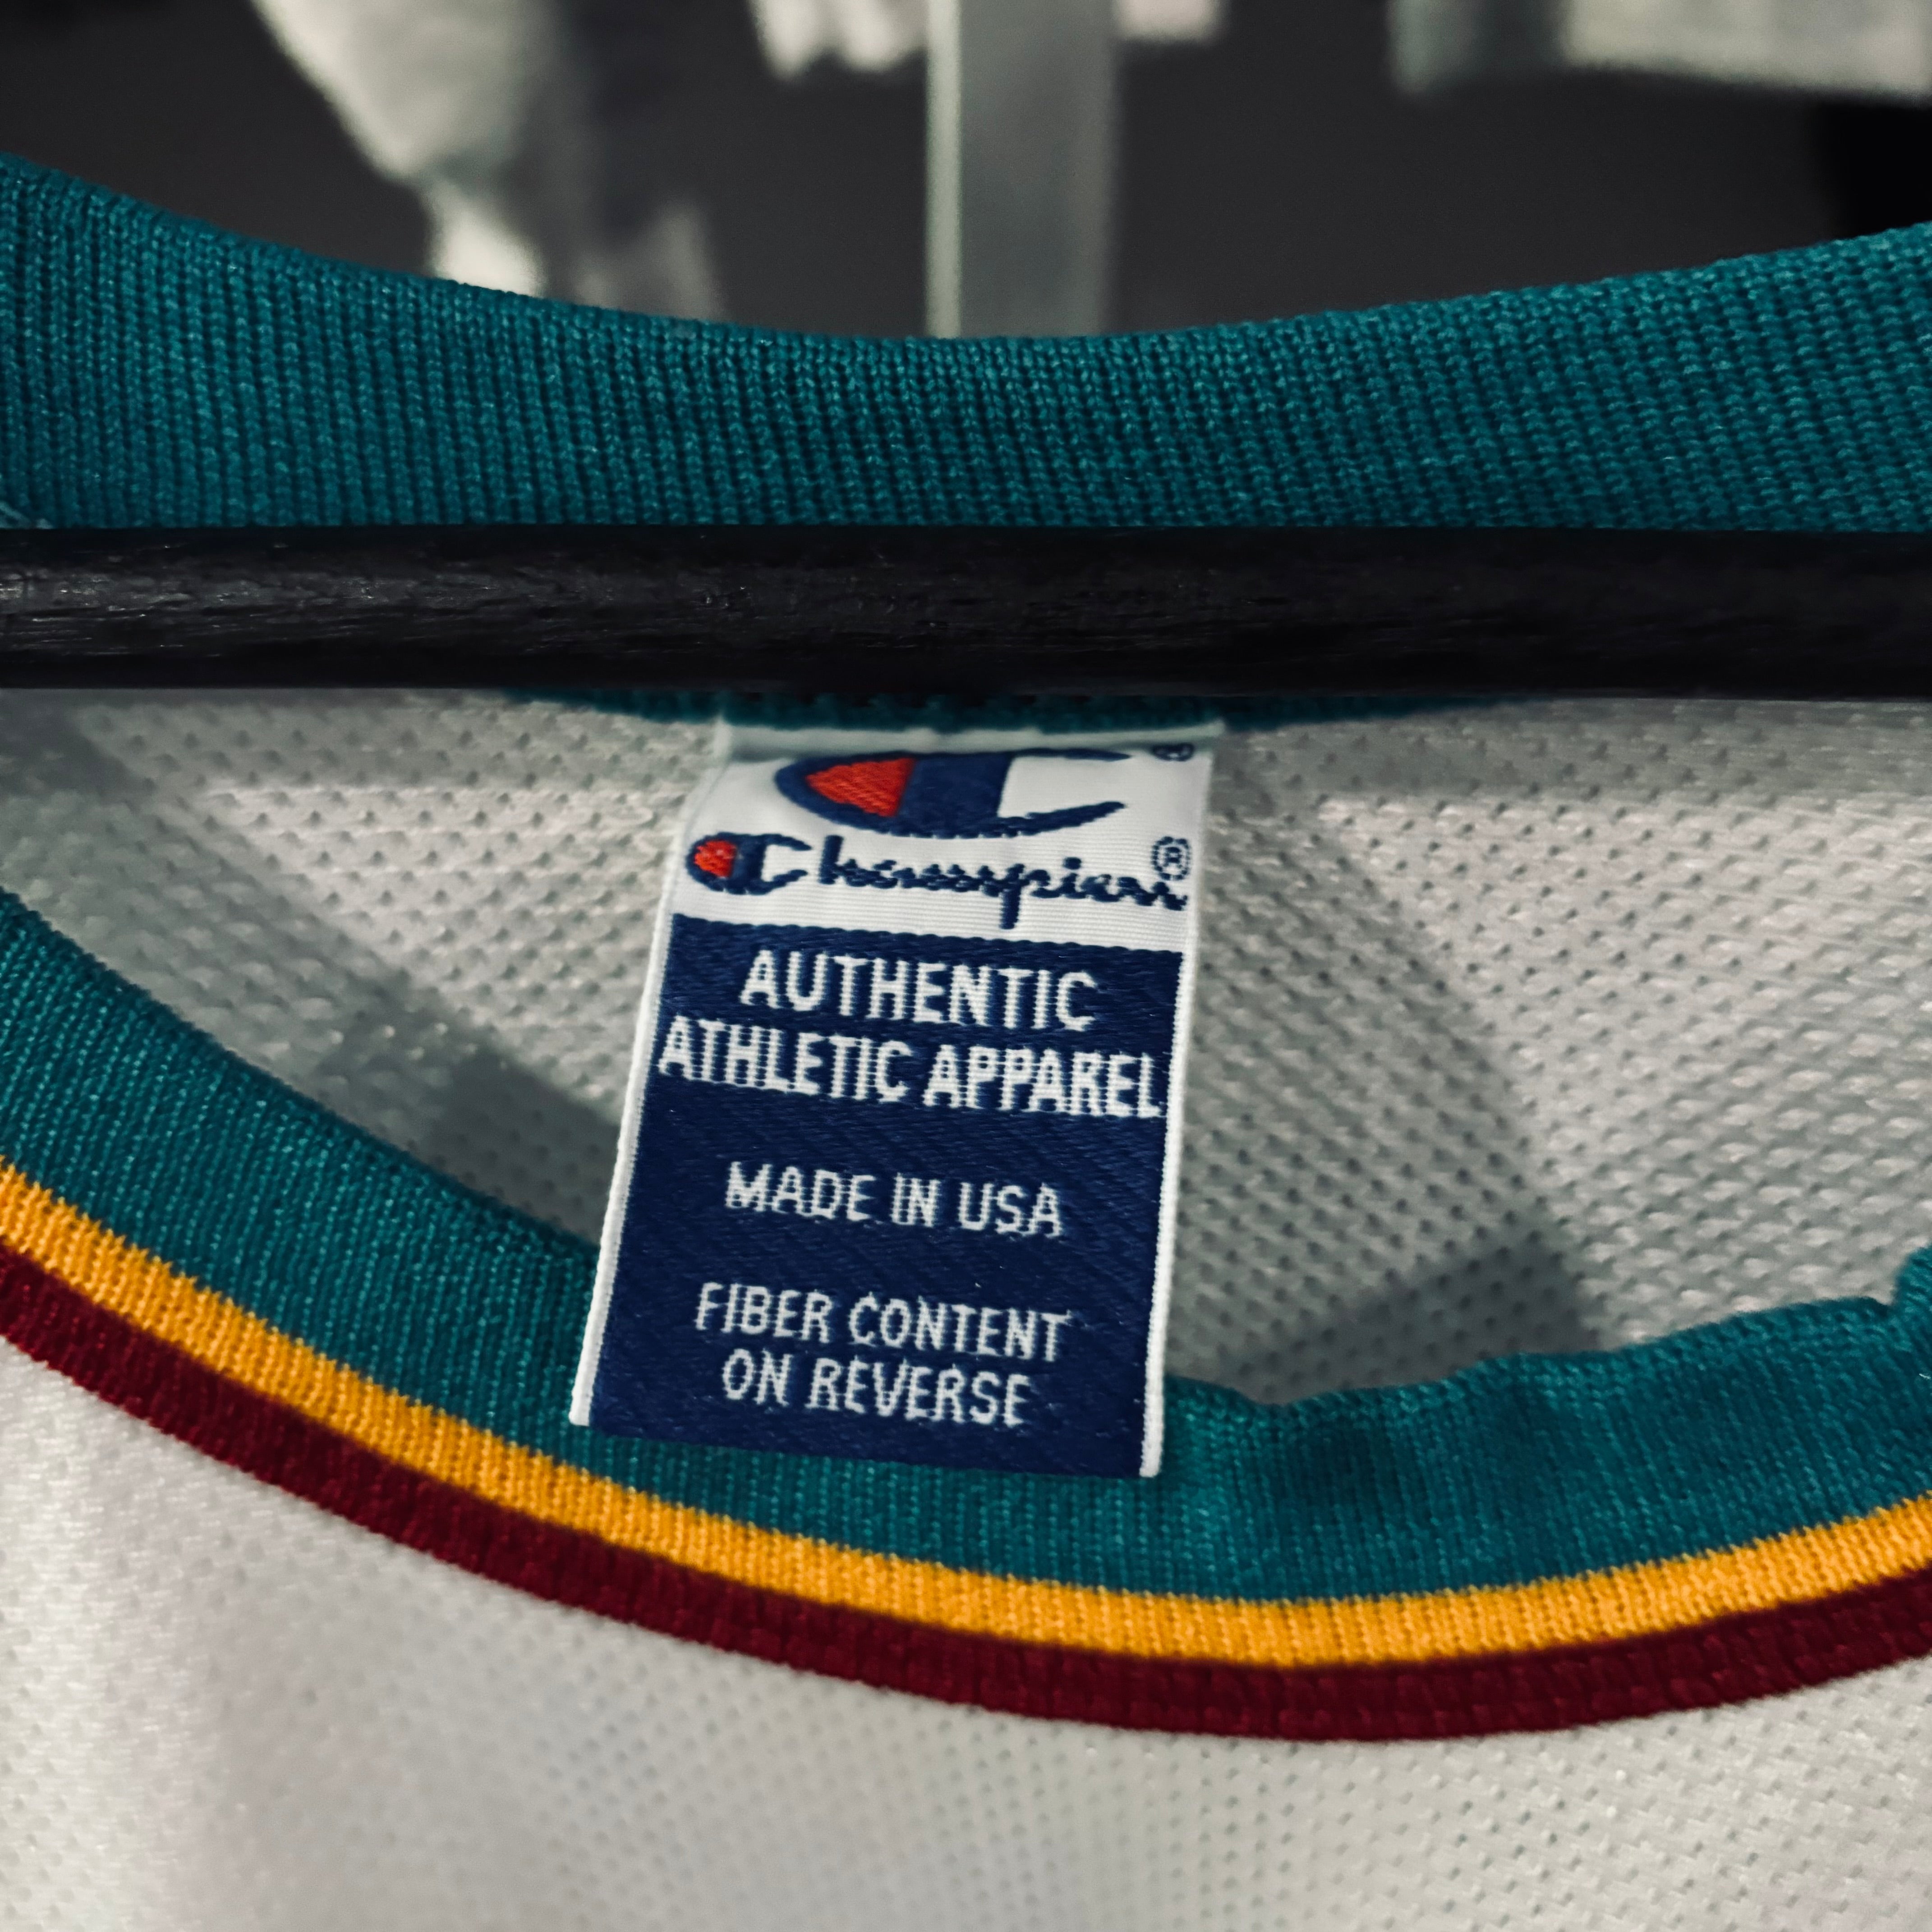 Champion®
AUTHENTIC
ATHLETIC APPAREL
MADE IN USA
FIBER CONTENT
ON REVERSE